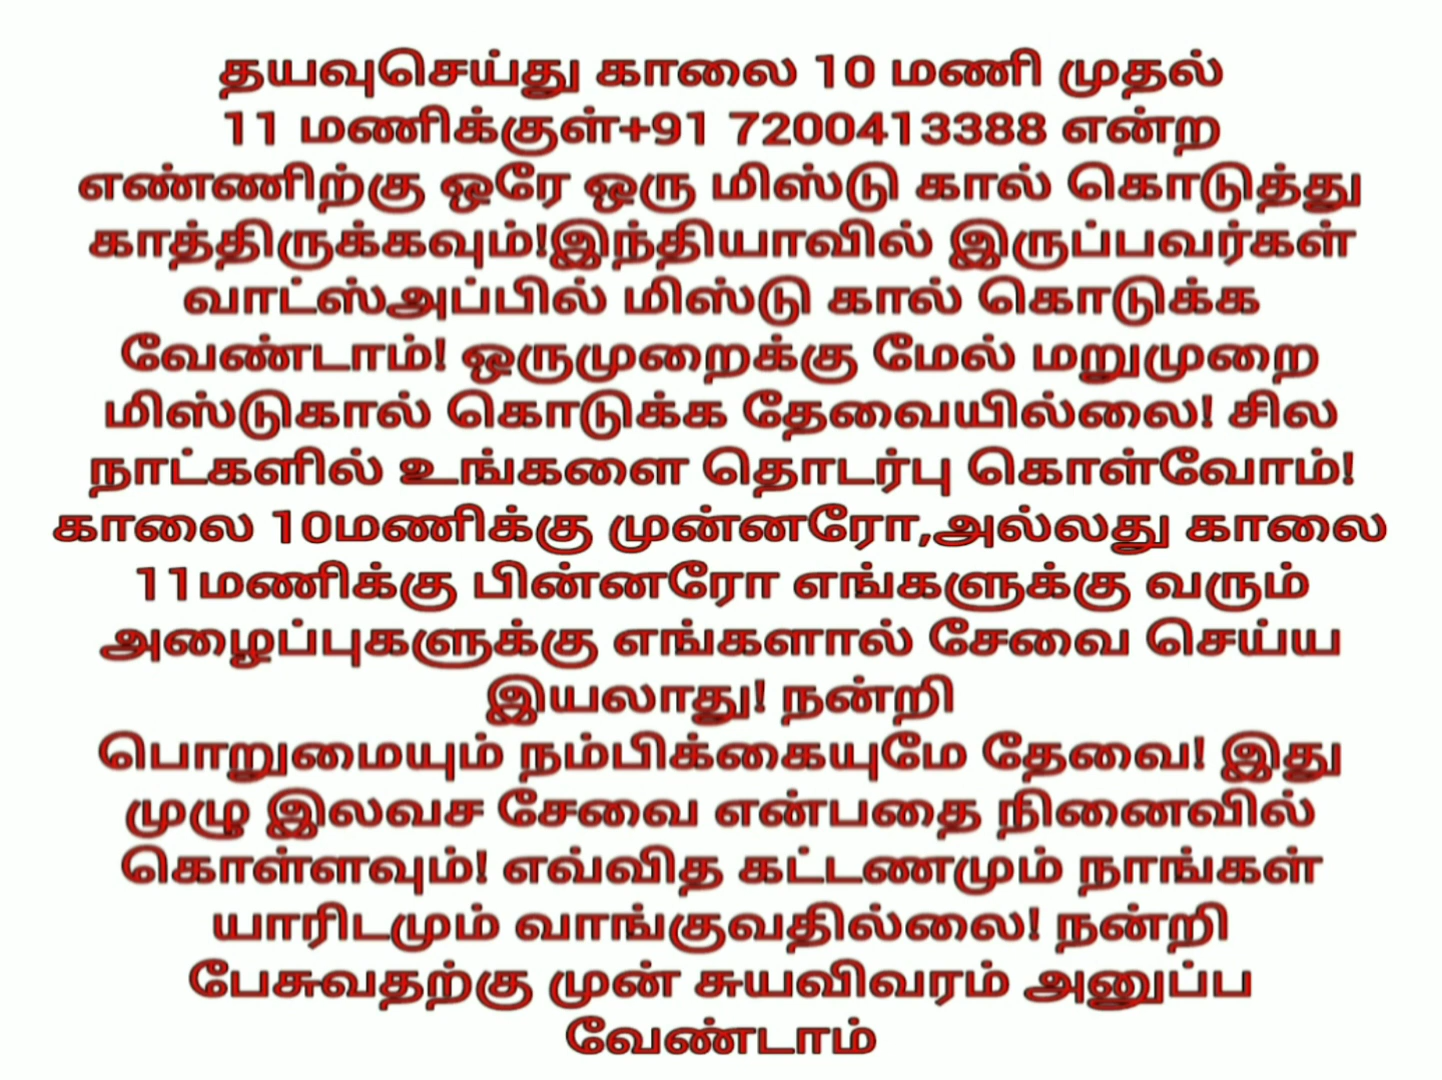 தயவுசெய்து காலை 10 மணி முதல்
11 மணிக்குள்+91 7200413388 என்ற
எண்ணிற்கு ஒரே ஒரு மிஸ்டு கால் கொடுத்து
காத்திருக்கவும்!இந்தியாவில் இருப்பவர்கள்
வாட்ஸ்அப்பில் மிஸ்டு கால் கொடுக்க
வேண்டாம்! ஒருமுறைக்கு மேல் மறுமுறை
மிஸ்டுகால் கொடுக்க தேவையில்லை! சில
நாட்களில் உங்களை தொடர்பு கொள்வோம்!
காலை 10மணிக்கு முன்னரோ,அல்லது காலை
11மணிக்கு பின்னரோ எங்களுக்கு வரும்
அழைப்புகளுக்கு எங்களால் சேவை செய்ய
இயலாது! நன்றி
பொறுமையும் நம்பிக்கையுமே தேவை! இது
முழு இலவச சேவை என்பதை நினைவில்
கொள்ளவும்! எவ்வித கட்டணமும் நாங்கள்
யாரிடமும் வாங்குவதில்லை! நன்றி
பேசுவதற்கு முன் சுயவிவரம் அனுப்ப
வேண்டாம்